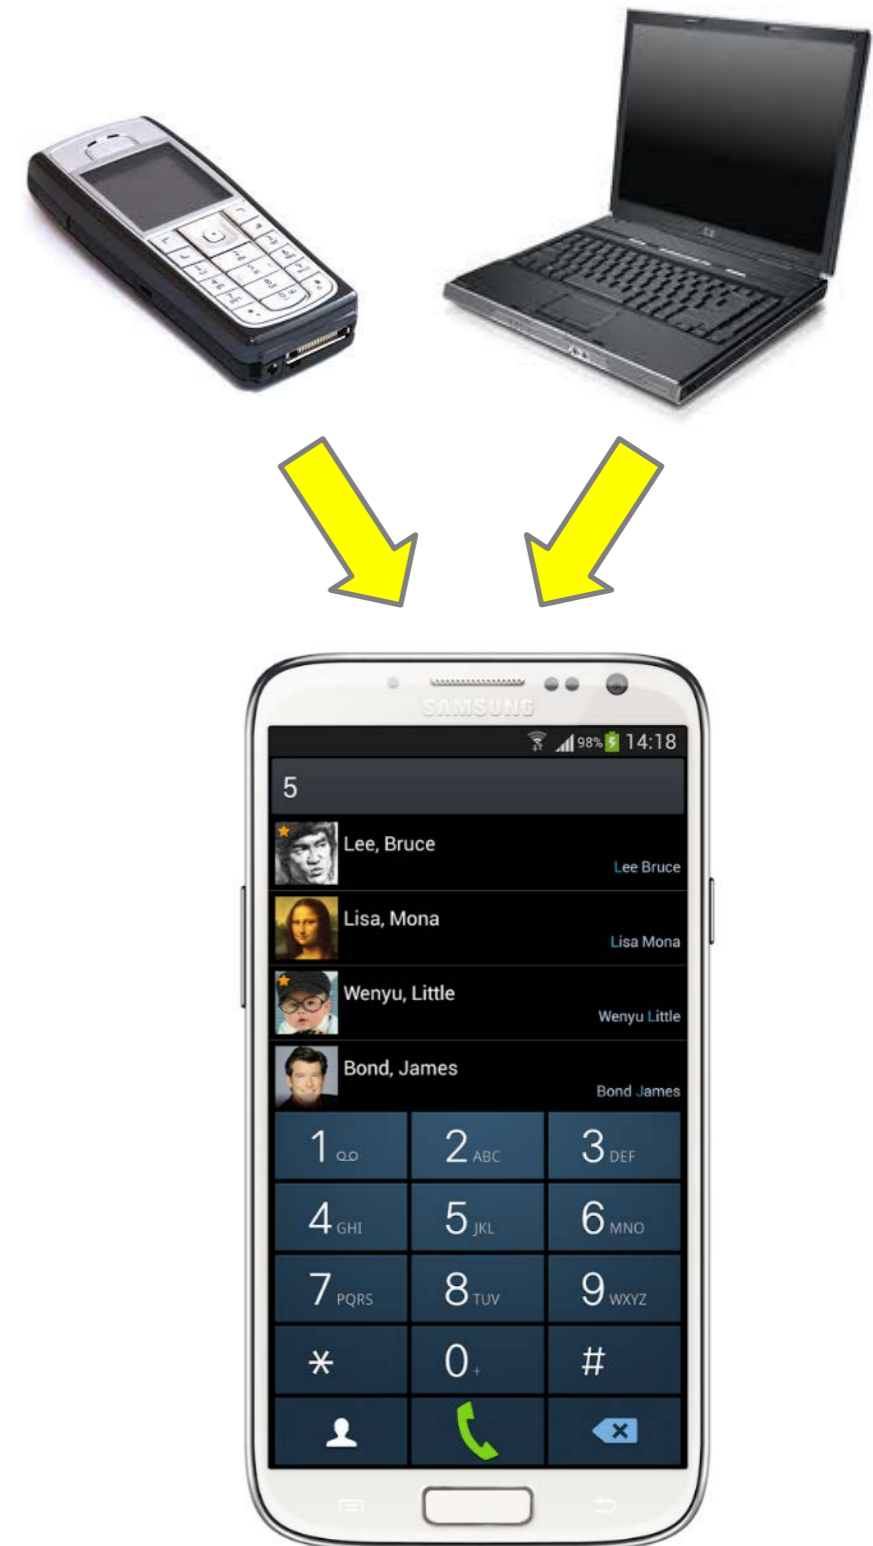 SAMSUNG
98% 14:18
5
Lee, Bruce
Lee Bruce
Lisa, Mona
Lisa Mona
Wenyu, Little
Wenyu Little
Bond, James
Bond James
1 2 ABC 3 DEF
4 GHI 5 JKL 6 MNO
7 PQRS 8 TUV 9 WXYZ
* 0 + #